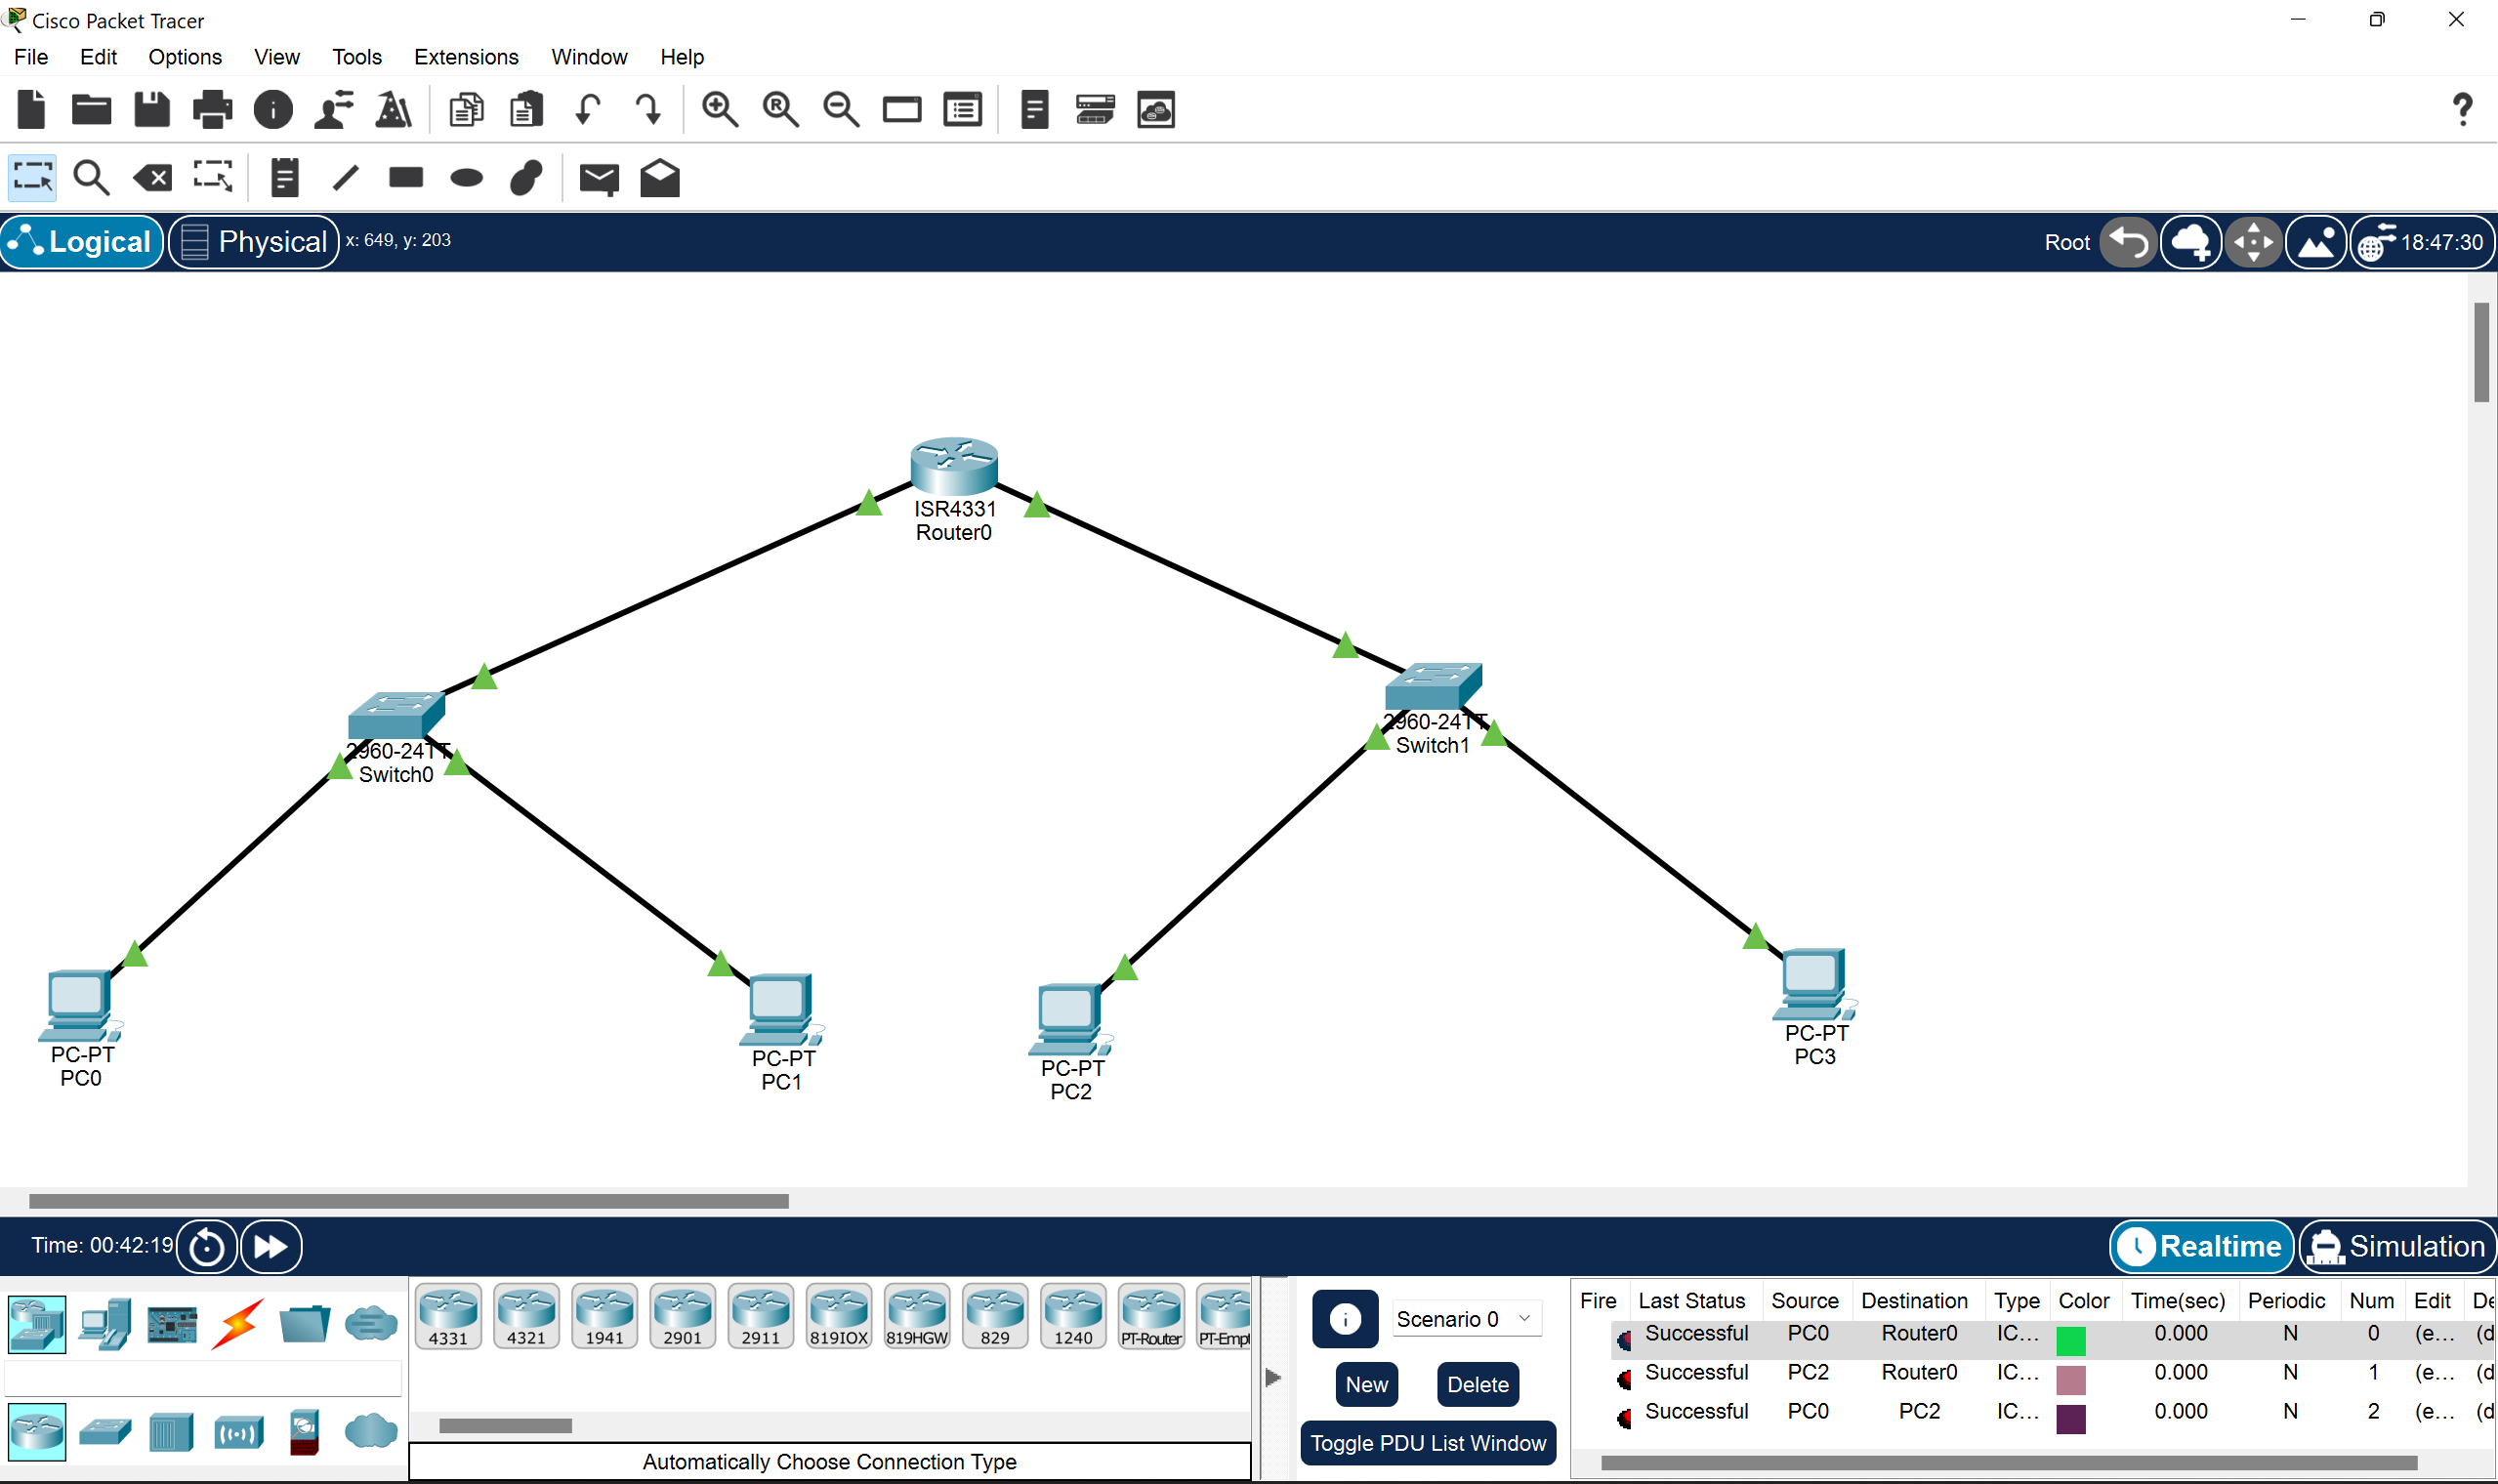 Cisco Packet Tracer
File Edit Options View Tools Extensions Window Help
Logical Physical x: 649, y: 203 Root 18:47:30
ISR4331
Router0
2960-24TT
Switch0
2960-24TT
Switch1
PC-PT
PC0
PC-PT
PC1
PC-PT
PC2
PC-PT
PC3
Time: 00:42:19 Realtime Simulation
4331 4321 1941 2901 2911 819IOX 819HGW 829 1240 PT-Router PT-Empt
Automatically Choose Connection Type
Scenario 0
New Delete
Toggle PDU List Window
Fire Last Status Source Destination Type Color Time(sec) Periodic Num Edit De
Successful PC0 Router0 IC... 0.000 N 0 (e... (d
Successful PC2 Router0 IC... 0.000 N 1 (e... (d
Successful PC0 PC2 IC... 0.000 N 2 (e... (d